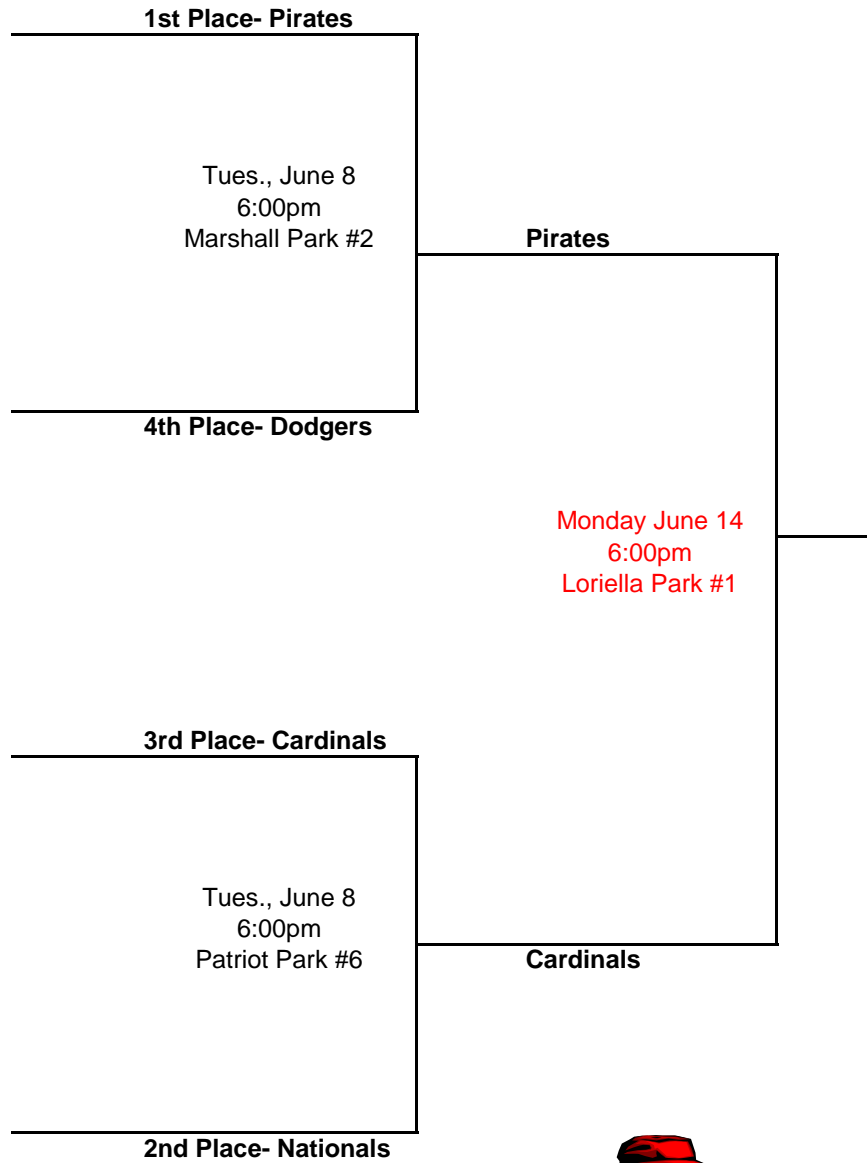 1st Place- Pirates
Tues., June 8
6:00pm
Marshall Park #2
Pirates
4th Place- Dodgers
Monday June 14
6:00pm
Loriella Park #1
3rd Place- Cardinals
Tues., June 8
6:00pm
Patriot Park #6
Cardinals
2nd Place- Nationals